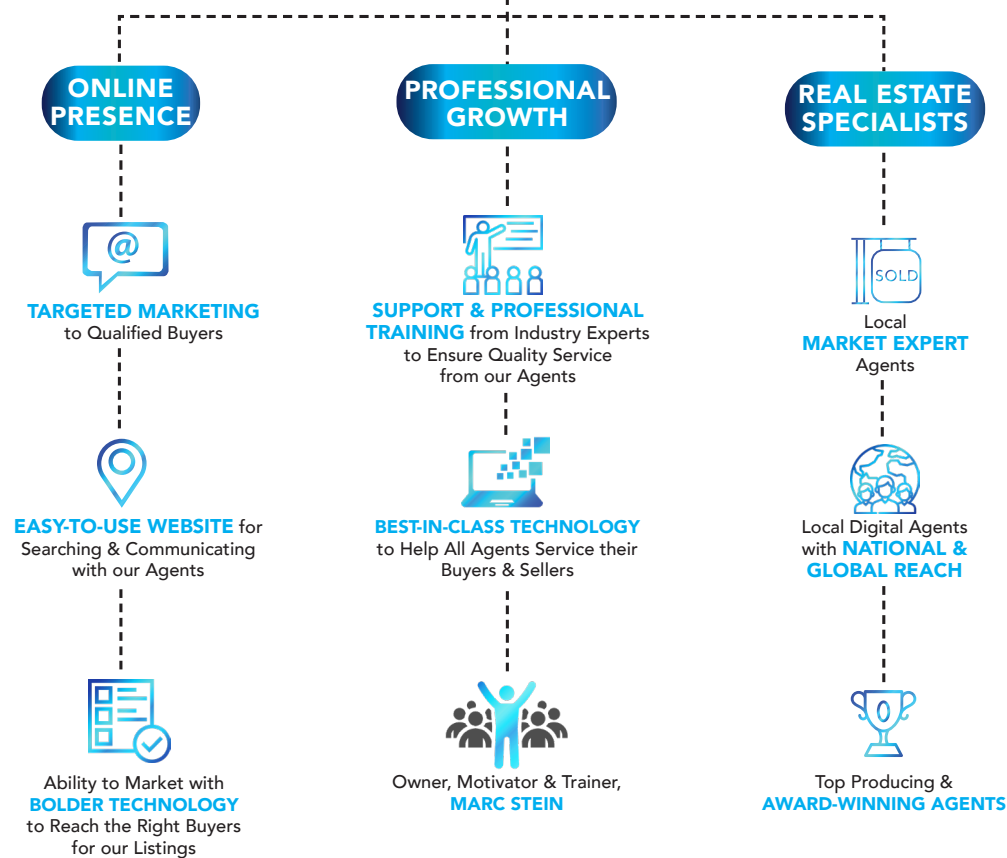 ONLINE
PRESENCE
@
TARGETED MARKETING
to Qualified Buyers
EASY-TO-USE WEBSITE for
Searching & Communicating
with our Agents
Ability to Market with
BOLDER TECHNOLOGY
to Reach the Right Buyers
for our Listings
PROFESSIONAL
GROWTH
SUPPORT & PROFESSIONAL
TRAINING from Industry Experts
to Ensure Quality Service
from our Agents
BEST-IN-CLASS TECHNOLOGY
to Help All Agents Service their
Buyers & Sellers
Owner, Motivator & Trainer,
MARC STEIN
REAL ESTATE
SPECIALISTS
SOLD
Local
MARKET EXPERT
Agents
Local Digital Agents
with NATIONAL &
GLOBAL REACH
0
Top Producing &
AWARD-WINNING AGENTS